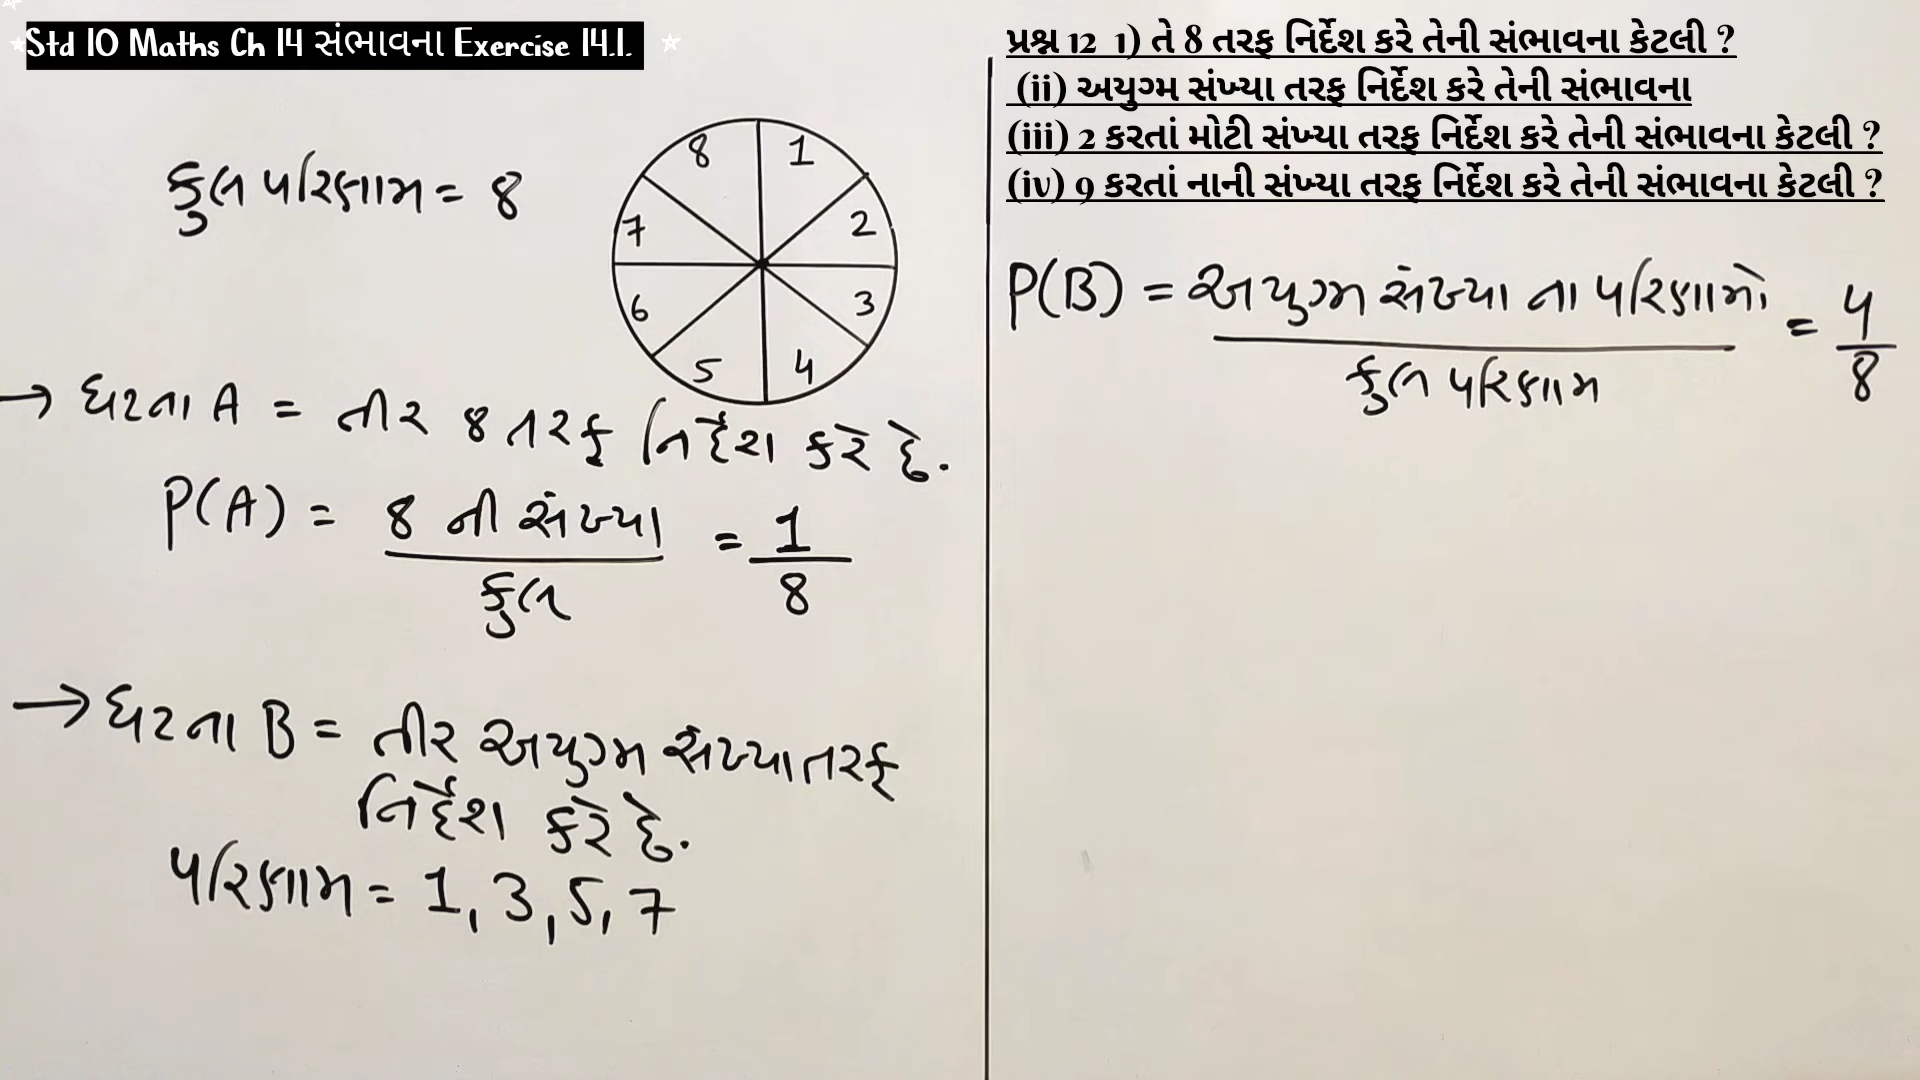 Std 10 Maths Ch 14 સંભાવના Exercise 14.1.
કુલ પરિણામ = 8
8 1
7 2
6 3
5 4
→ ઘટના A = તીર 8 તરફ નિર્દેશ કરે છે.
P(A) = 8 ની સંખ્યા / કુલ = 1/8
→ ઘટના B = તીર અયુગ્મ સંખ્યા તરફ
નિર્દેશ કરે છે.
પરિણામ = 1, 3, 5, 7
પ્રશ્ન 12 1) તે 8 તરફ નિર્દેશ કરે તેની સંભાવના કેટલી ?
(ii) અયુગ્મ સંખ્યા તરફ નિર્દેશ કરે તેની સંભાવના
(iii) 2 કરતાં મોટી સંખ્યા તરફ નિર્દેશ કરે તેની સંભાવના કેટલી ?
(iv) 9 કરતાં નાની સંખ્યા તરફ નિર્દેશ કરે તેની સંભાવના કેટલી ?
P(B) = અયુગ્મ સંખ્યા ના પરિણામો / કુલ પરિણામ = 4/8